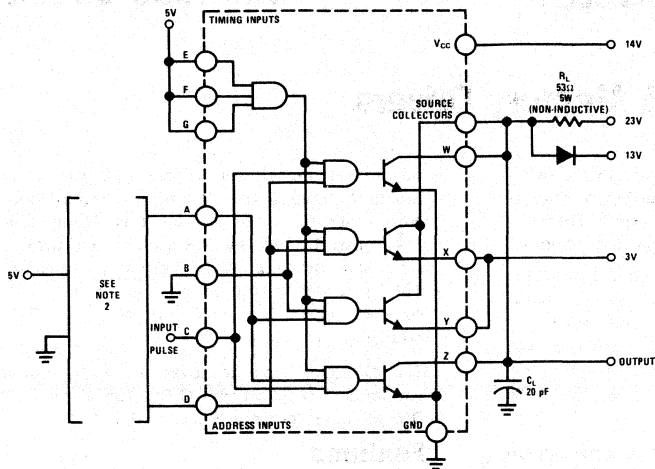 5V
TIMING INPUTS
E
F
G
VCC
14V
RL
53Ω
5W
(NON-INDUCTIVE)
23V
13V
SOURCE
COLLECTORS
W
A
B
5V
SEE
NOTE
2
X
3V
INPUT
PULSE
C
Y
Z
OUTPUT
CL
20 pF
D
ADDRESS INPUTS
GND